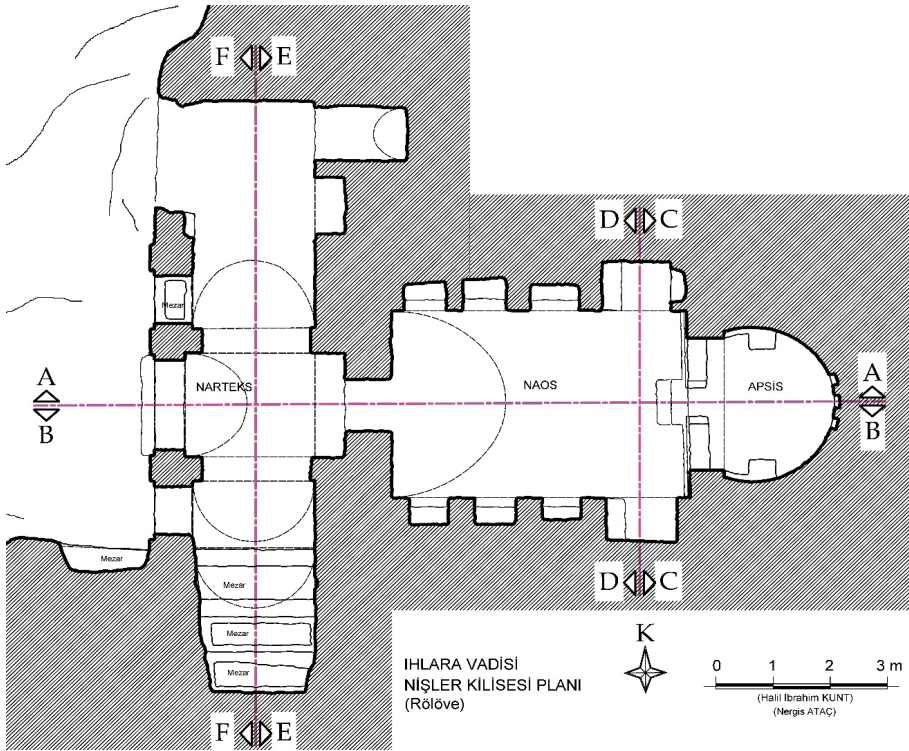 F E
D C
Mezar
A
B
NARTEKS
NAOS
APSİS
A
B
Mezar
Mezar
Mezar
Mezar
D C
F E
K
IHLARA VADİSİ
NİŞLER KİLİSESİ PLANI
(Rölöve)
0 1 2 3 m
(Halil İbrahim KUNT)
(Nergis ATAÇ)